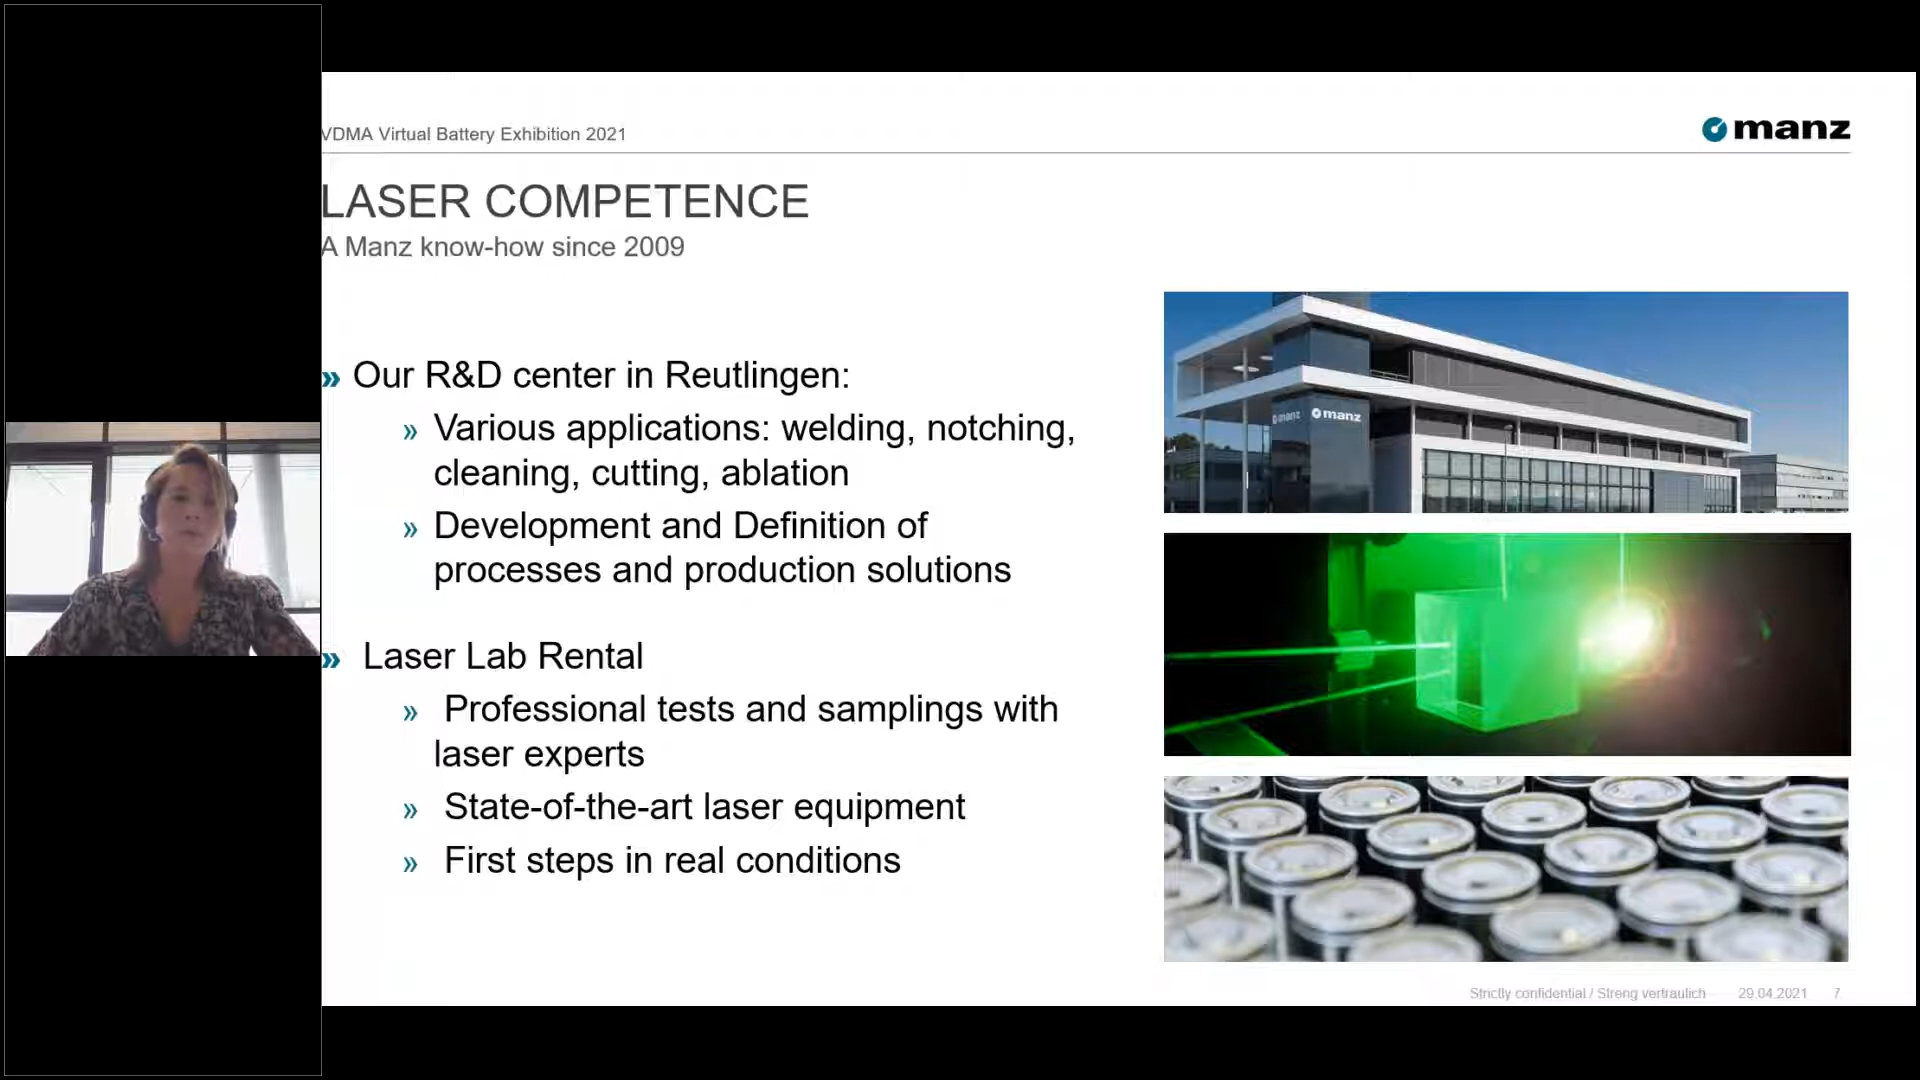 VDMA Virtual Battery Exhibition 2021
manz
LASER COMPETENCE
A Manz know-how since 2009
» Our R&D center in Reutlingen:
» Various applications: welding, notching,
cleaning, cutting, ablation
» Development and Definition of
processes and production solutions
» Laser Lab Rental
» Professional tests and samplings with
laser experts
» State-of-the-art laser equipment
» First steps in real conditions
manz manz
Strictly confidential / Streng vertraulich 29.04.2021 7